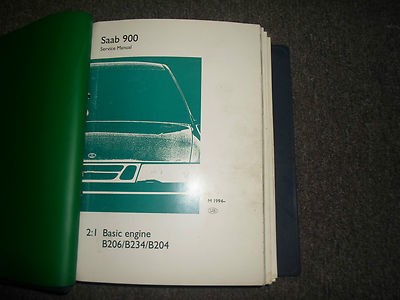 Saab 900
Service Manual
M 1994-
2:1 Basic engine
B206/B234/B204